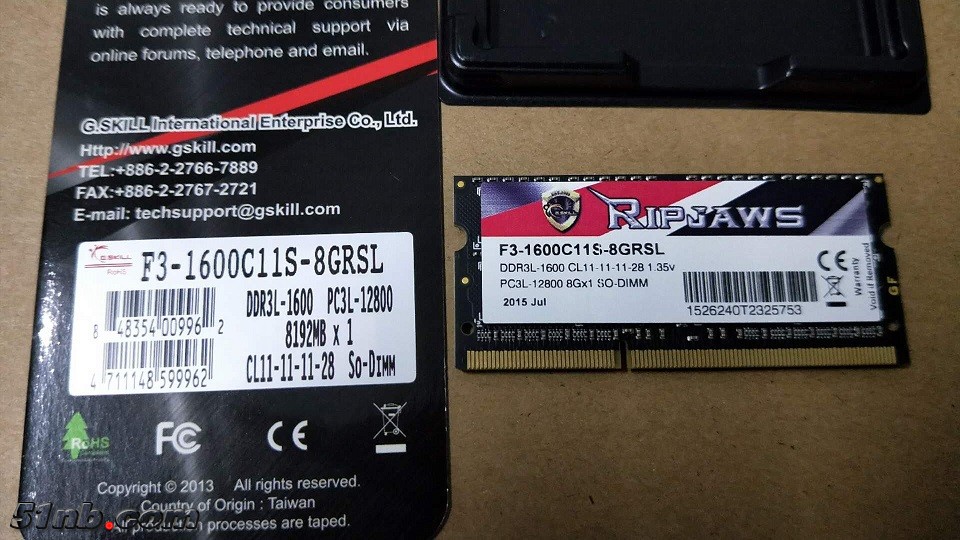 is always ready to provide consumers
with complete technical support via
online forums, telephone and email.
G.SKILL International Enterprise Co., Ltd.
Http://www.gskill.com
TEL:+886-2-2766-7889
FAX:+886-2-2767-2721
E-mail: techsupport@gskill.com
G.SKILL
RoHS
F3-1600C11S-8GRSL
DDR3L-1600 PC3L-12800
8192MB x 1
CL11-11-11-28 So-Dimm
8 48354 00996 2
4 711148 599962
RoHS
FC CE
Copyright © 2013 All rights reserved.
Country of Origin : Taiwan
All production processes are taped.
51nb.com
G.SKILL
RIPJAWS
F3-1600C11S-8GRSL
DDR3L-1600 CL11-11-11-28 1.35v
PC3L-12800 8Gx1 SO-DIMM
2015 Jul
1526240T2325753
CE
Warranty
Void if Removed
GF